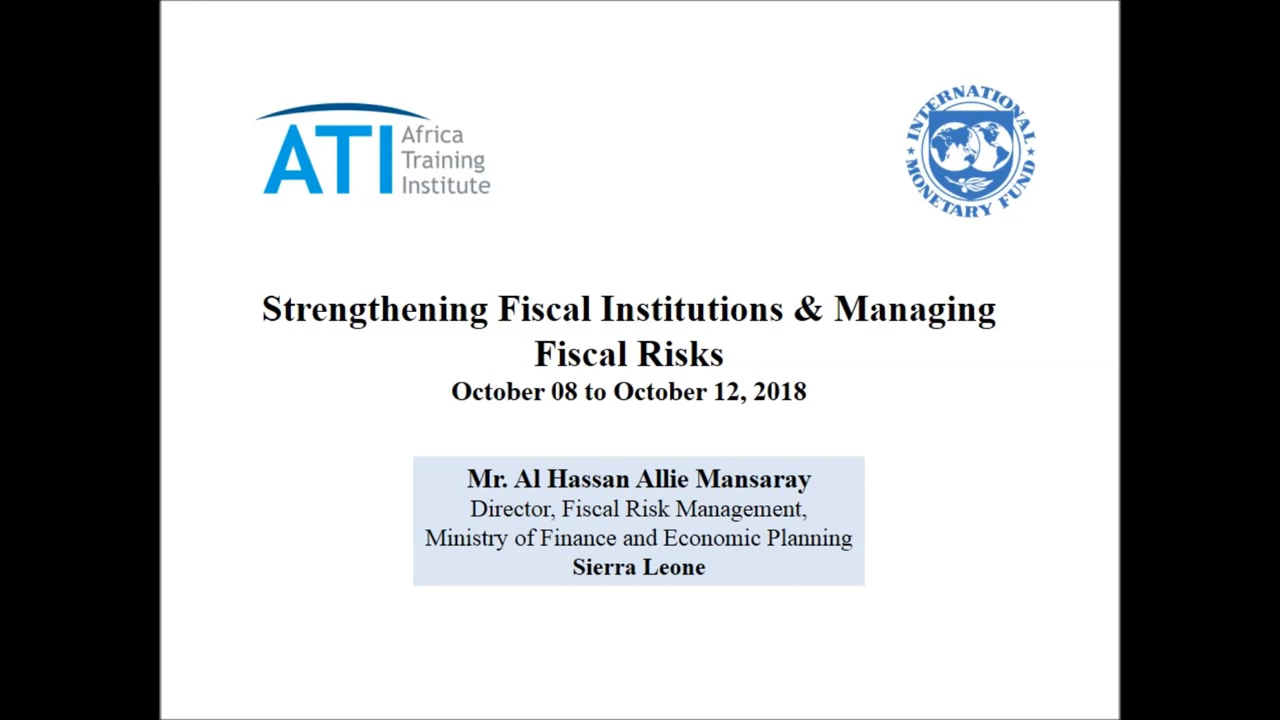 ATI Africa
Training
Institute
INTERNATIONAL
MONETARY FUND
Strengthening Fiscal Institutions & Managing
Fiscal Risks
October 08 to October 12, 2018
Mr. Al Hassan Allie Mansaray
Director, Fiscal Risk Management,
Ministry of Finance and Economic Planning
Sierra Leone